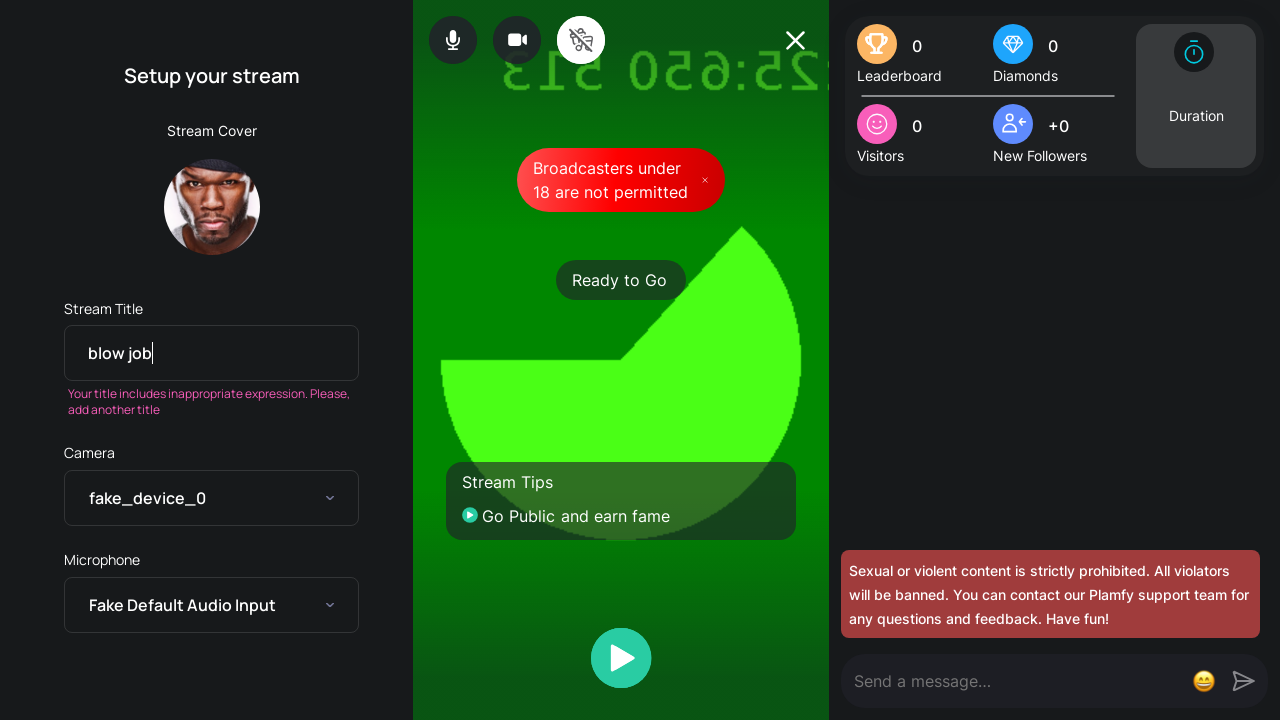 Setup your stream
Stream Cover
Stream Title
blow job
Your title includes inappropriate expression. Please,
add another title
Camera
fake_device_0
Microphone
Fake Default Audio Input
:25:650 513
Broadcasters under
18 are not permitted
Ready to Go
Stream Tips
Go Public and earn fame
0
Leaderboard
0
Diamonds
0
Visitors
+0
New Followers
Duration
Sexual or violent content is strictly prohibited. All violators
will be banned. You can contact our Plamfy support team for
any questions and feedback. Have fun!
Send a message...